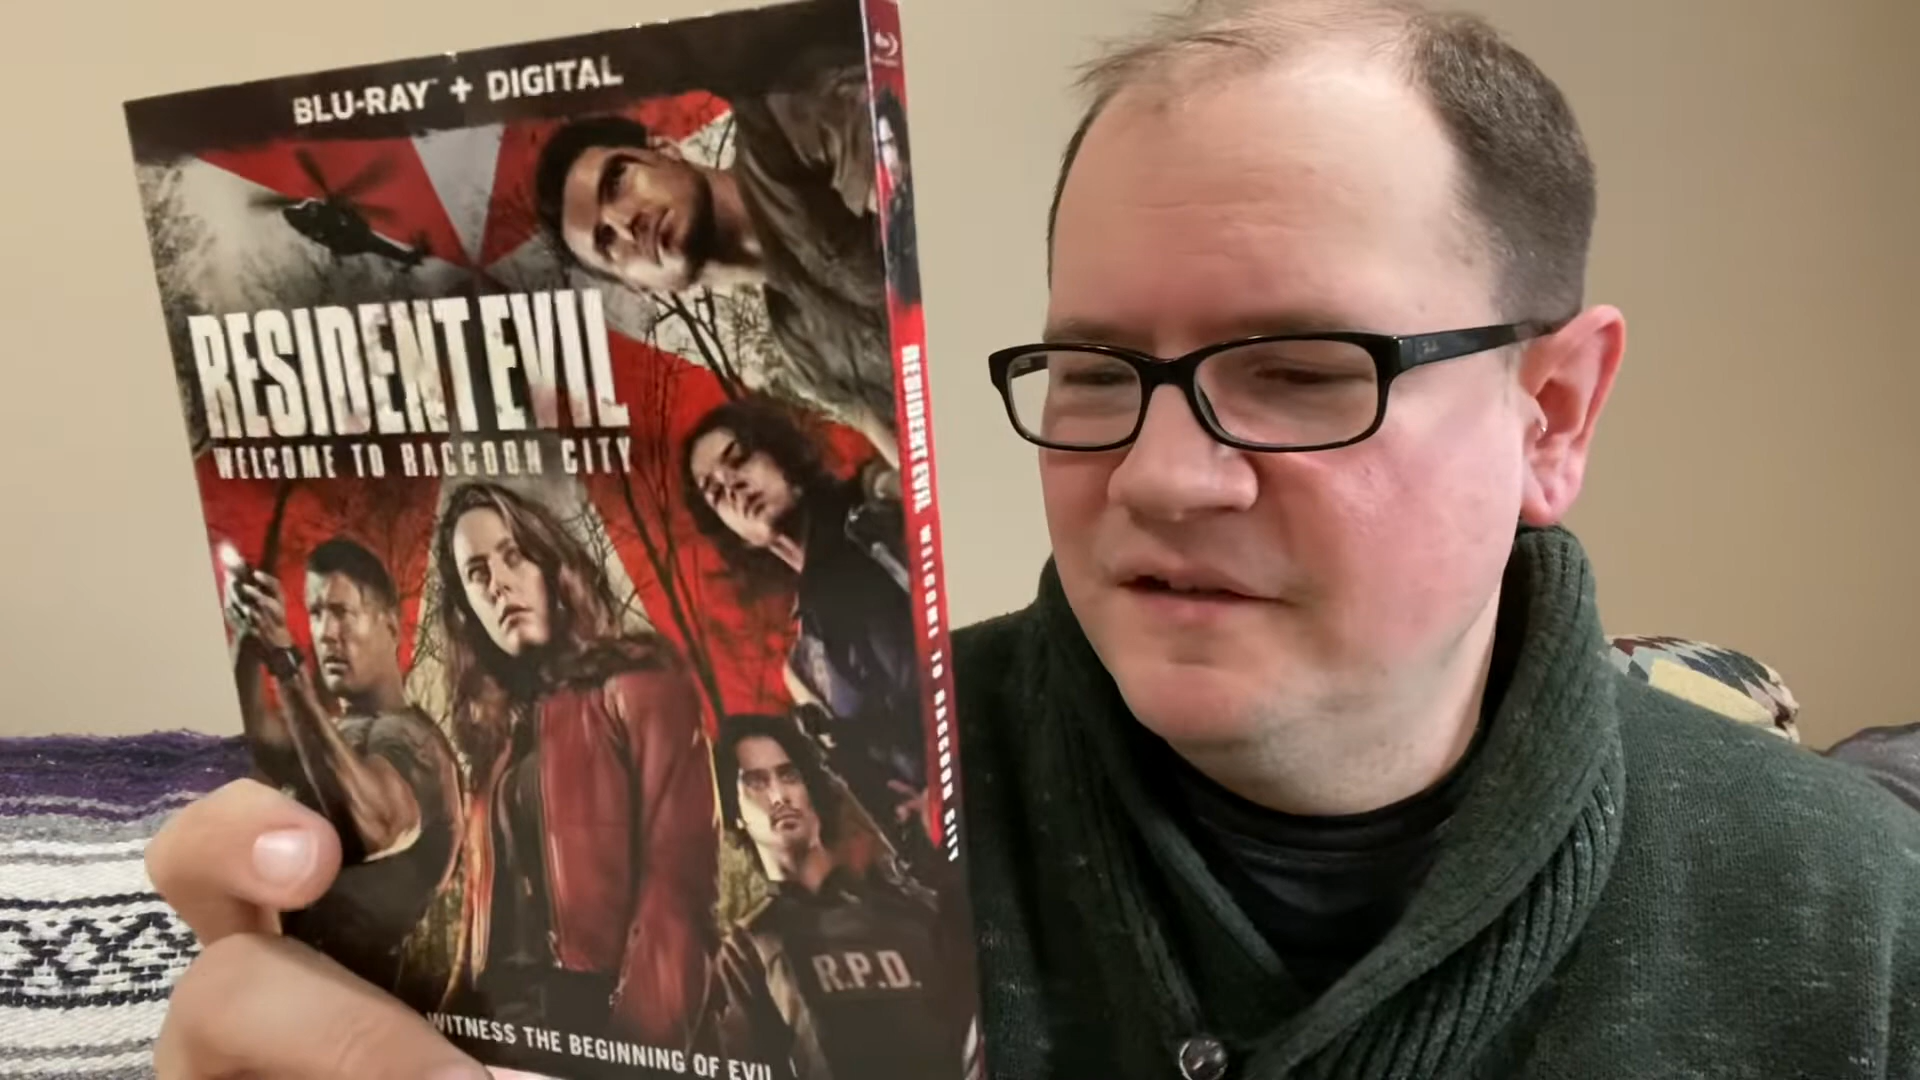 BLU-RAY™ + DIGITAL
RESIDENT EVIL
WELCOME TO RACCOON CITY
R.P.D.
WITNESS THE BEGINNING OF EVIL
RESIDENT EVIL WELCOME TO RACCOON CITY